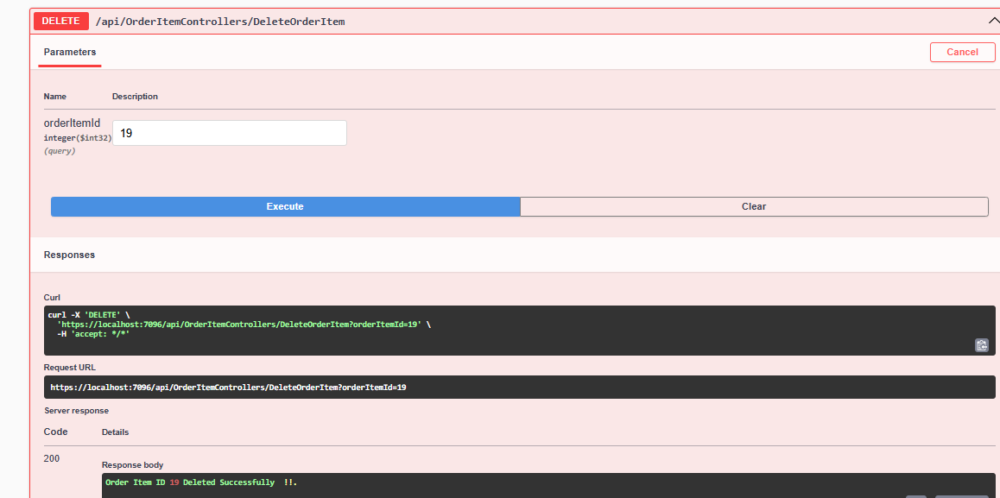 DELETE /api/OrderItemControllers/DeleteOrderItem
Parameters
Cancel
Name Description
orderItemId
integer($int32)
(query)
19
Execute
Clear
Responses
Curl
curl -X 'DELETE' \
'https://localhost:7096/api/OrderItemControllers/DeleteOrderItem?orderItemId=19' \
-H 'accept: */*'
Request URL
https://localhost:7096/api/OrderItemControllers/DeleteOrderItem?orderItemId=19
Server response
Code Details
200
Response body
Order Item ID 19 Deleted Successfully  !!.